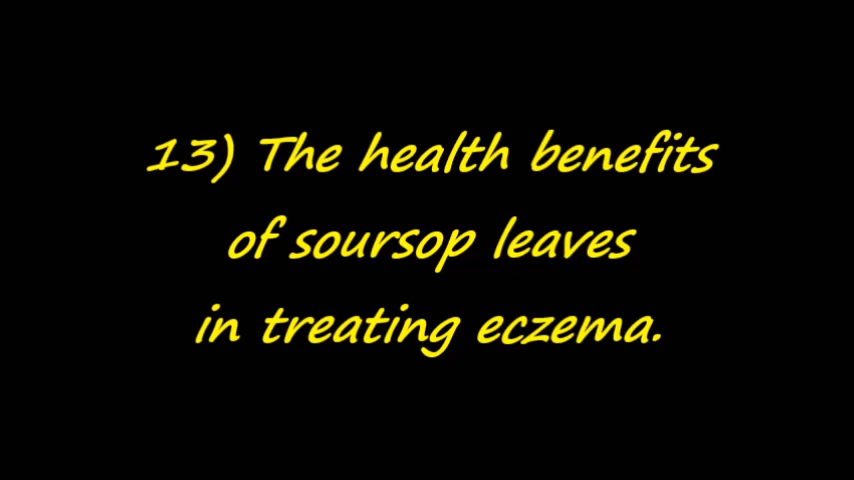 13) The health benefits
of soursop leaves
in treating eczema.